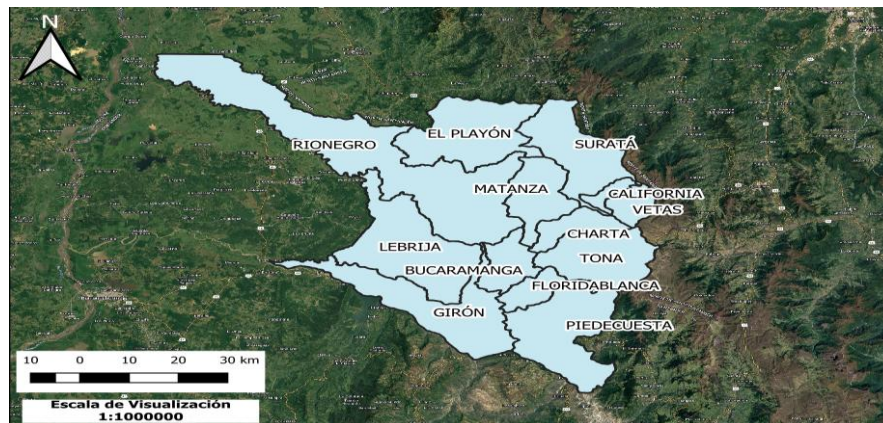 N
EL PLAYÓN
RIONEGRO
SURATÁ
MATANZA
CALIFORNIA
VETAS
CHARTA
LEBRIJA
TONA
BUCARAMANGA
FLORIDABLANCA
GIRÓN
PIEDECUESTA
10 0 10 20 30 km
Escala de Visualización
1:1000000